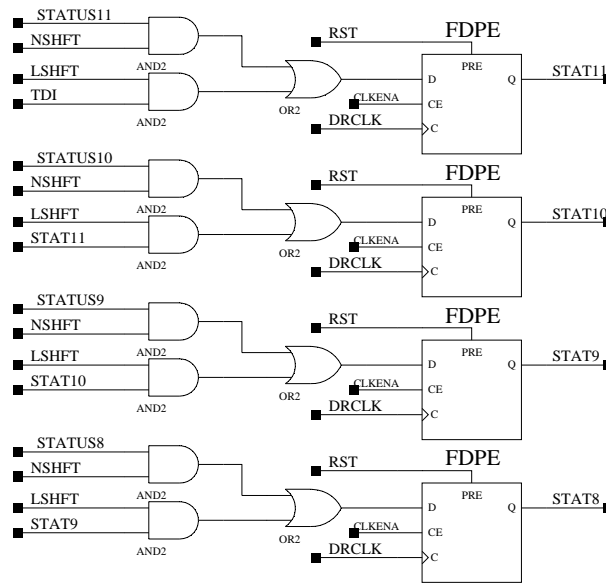 STATUS11
NSHFT
AND2
LSHFT
TDI
AND2
OR2
RST
FDPE
PRE
D
Q
STAT11
CLKENA
CE
DRCLK
C
STATUS10
NSHFT
AND2
LSHFT
STAT11
AND2
OR2
RST
FDPE
PRE
D
Q
STAT10
CLKENA
CE
DRCLK
C
STATUS9
NSHFT
AND2
LSHFT
STAT10
AND2
OR2
RST
FDPE
PRE
D
Q
STAT9
CLKENA
CE
DRCLK
C
STATUS8
NSHFT
AND2
LSHFT
STAT9
AND2
OR2
RST
FDPE
PRE
D
Q
STAT8
CLKENA
CE
DRCLK
C